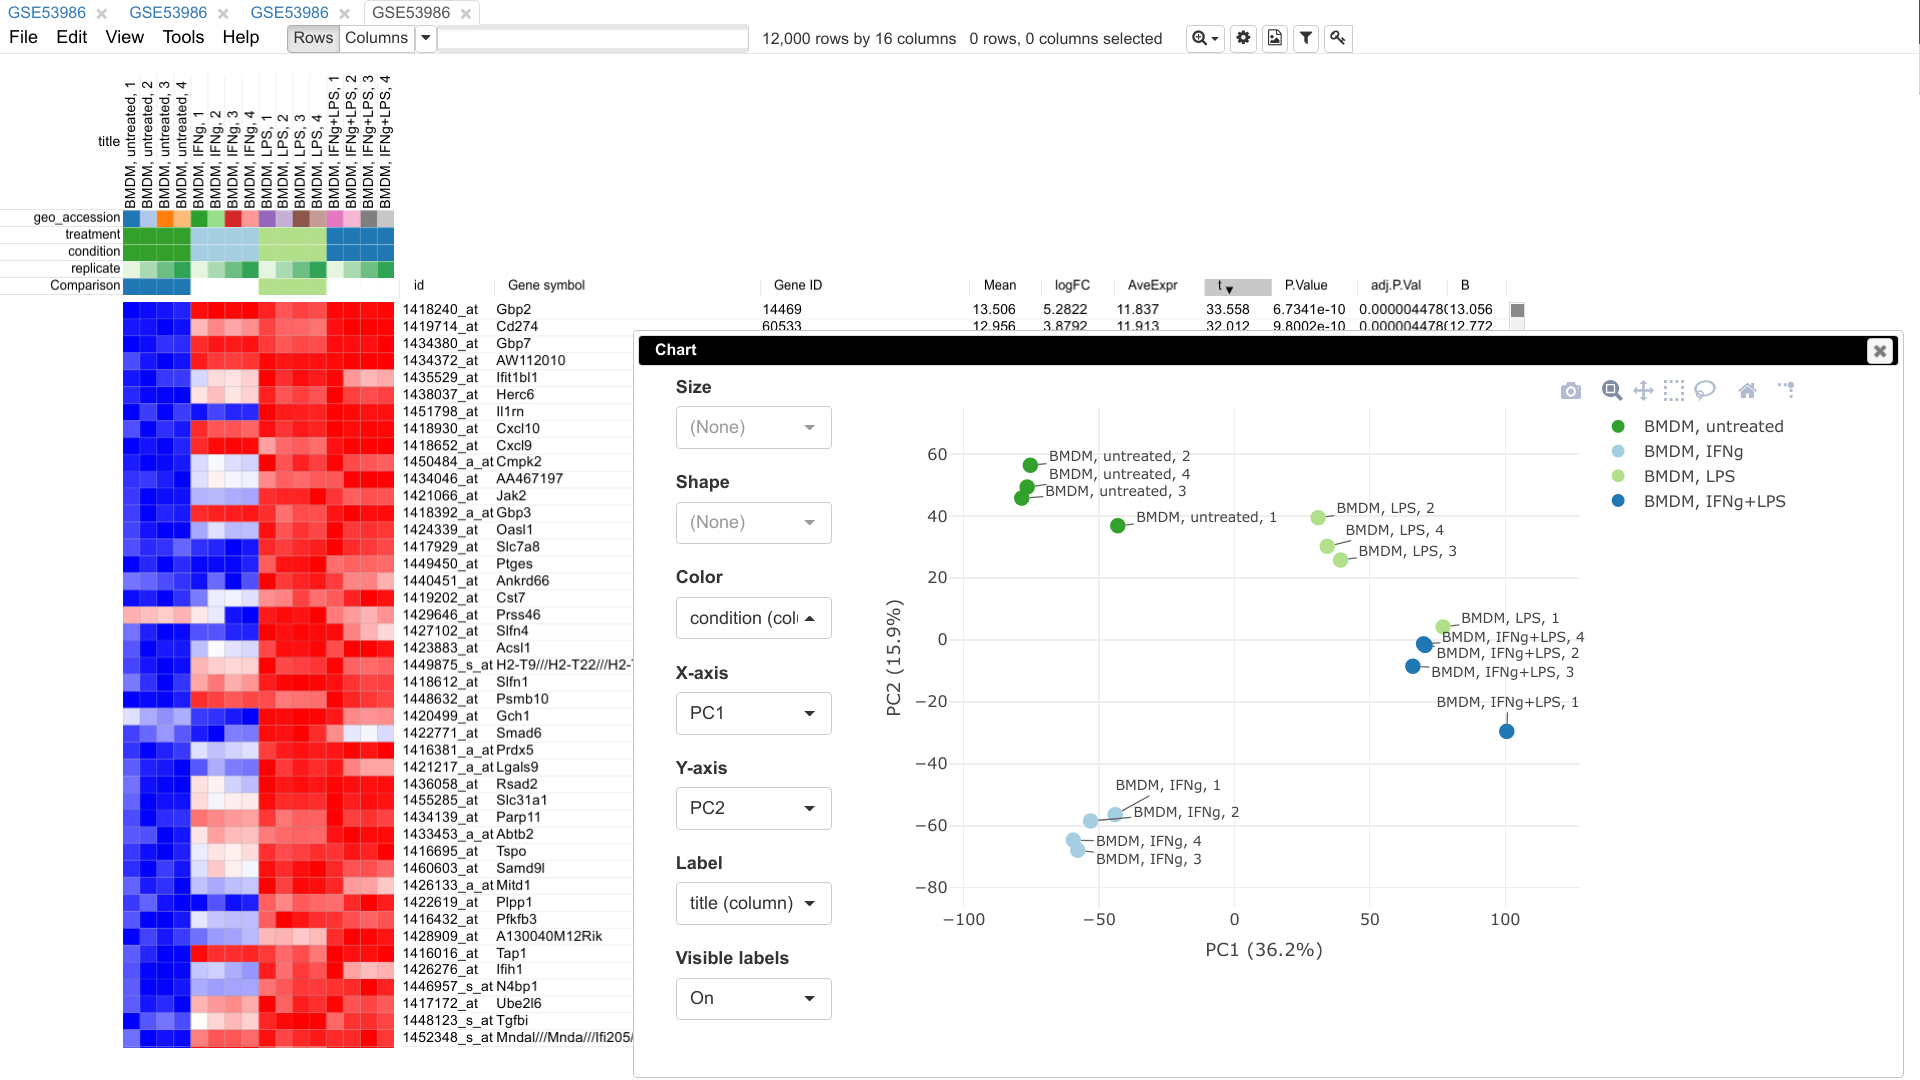 GSE53986 GSE53986 GSE53986 GSE53986
File Edit View Tools Help Rows Columns 12,000 rows by 16 columns 0 rows, 0 columns selected
BMDM, untreated, 1
BMDM, untreated, 2
BMDM, untreated, 3
BMDM, untreated, 4
BMDM, IFNg, 1
BMDM, IFNg, 2
BMDM, IFNg, 3
BMDM, IFNg, 4
BMDM, LPS, 1
BMDM, LPS, 2
BMDM, LPS, 3
BMDM, LPS, 4
BMDM, IFNg+LPS, 1
BMDM, IFNg+LPS, 2
BMDM, IFNg+LPS, 3
BMDM, IFNg+LPS, 4
title
geo_accession
treatment
condition
replicate
Comparison
id Gene symbol Gene ID Mean logFC AveExpr t P.Value adj.P.Val B
1418240_at Gbp2 14469 13.506 5.2822 11.837 33.558 6.7341e-10 0.000004478( 13.056
1419714_at Cd274 60533 12.956 3.8792 11.913 32.012 9.8002e-10 0.000004478( 12.772
1434380_at Gbp7
1434372_at AW112010
1435529_at Ifit1bl1
1438037_at Herc6
1451798_at Il1rn
1418930_at Cxcl10
1418652_at Cxcl9
1450484_a_at Cmpk2
1434046_at AA467197
1421066_at Jak2
1418392_a_at Gbp3
1424339_at Oasl1
1417929_at Slc7a8
1449450_at Ptges
1440451_at Ankrd66
1419202_at Cst7
1429646_at Prss46
1427102_at Slfn4
1423883_at Acsl1
1449875_s_at H2-T9///H2-T22///H2-
1418612_at Slfn1
1448632_at Psmb10
1420499_at Gch1
1422771_at Smad6
1416381_a_at Prdx5
1421217_a_at Lgals9
1436058_at Rsad2
1455285_at Slc31a1
1434139_at Parp11
1433453_a_at Abtb2
1416695_at Tspo
1460603_at Samd9l
1426133_a_at Mitd1
1422619_at Plpp1
1416432_at Pfkfb3
1428909_at A130040M12Rik
1416016_at Tap1
1426276_at Ifih1
1446957_s_at N4bp1
1417172_at Ube2l6
1448123_s_at Tgfbi
1452348_s_at Mndal///Mnda///Ifi205/
Chart
Size
(None)
Shape
(None)
Color
condition (col
X-axis
PC1
Y-axis
PC2
Label
title (column)
Visible labels
On
BMDM, untreated
BMDM, IFNg
BMDM, LPS
BMDM, IFNg+LPS
PC2 (15.9%)
60
40
20
0
−20
−40
−60
−80
BMDM, untreated, 2
BMDM, untreated, 4
BMDM, untreated, 3
BMDM, untreated, 1
BMDM, LPS, 2
BMDM, LPS, 4
BMDM, LPS, 3
BMDM, LPS, 1
BMDM, IFNg+LPS, 4
BMDM, IFNg+LPS, 2
BMDM, IFNg+LPS, 3
BMDM, IFNg+LPS, 1
BMDM, IFNg, 1
BMDM, IFNg, 2
BMDM, IFNg, 4
BMDM, IFNg, 3
−100 −50 0 50 100
PC1 (36.2%)